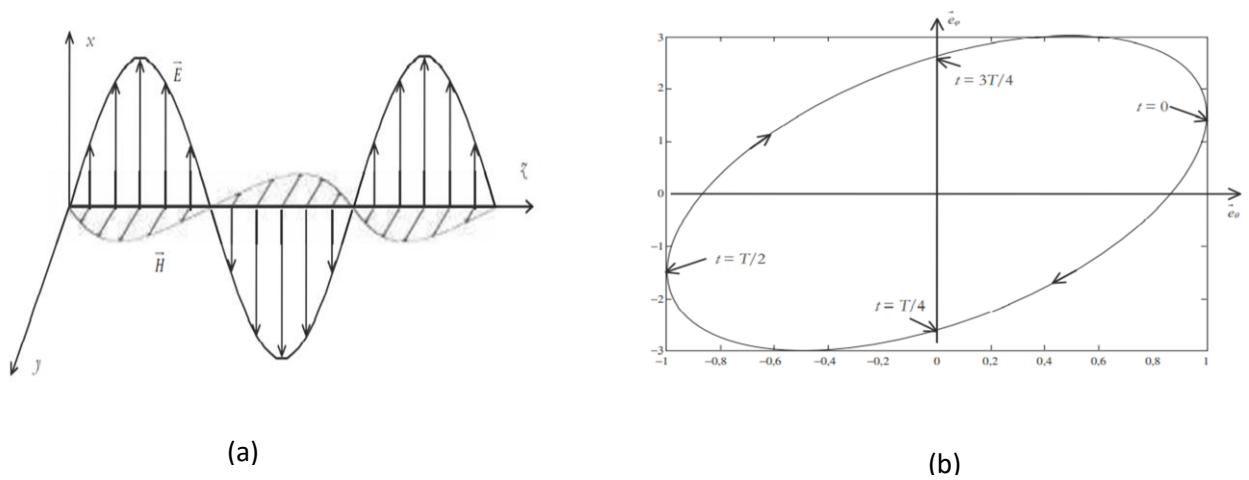 x
E⃗
z
H⃗
y
(a)
e⃗φ
3
2
1
0
−1
−2
−3
t = 3T/4
t = 0
e⃗θ
t = T/2
t = T/4
−1 −0,8 −0,6 −0,4 −0,2 0 0,2 0,4 0,6 0,8 1
(b)